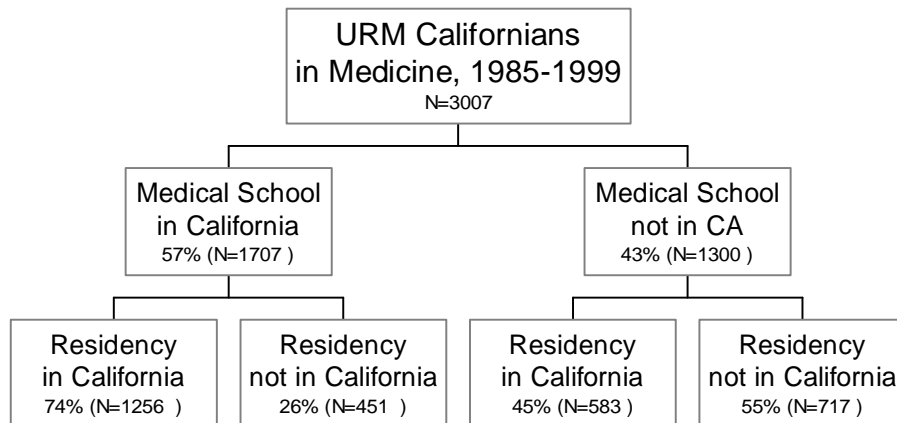 URM Californians
in Medicine, 1985-1999
N=3007
Medical School
in California
57% (N=1707 )
Medical School
not in CA
43% (N=1300 )
Residency
in California
74% (N=1256 )
Residency
not in California
26% (N=451 )
Residency
in California
45% (N=583 )
Residency
not in California
55% (N=717 )